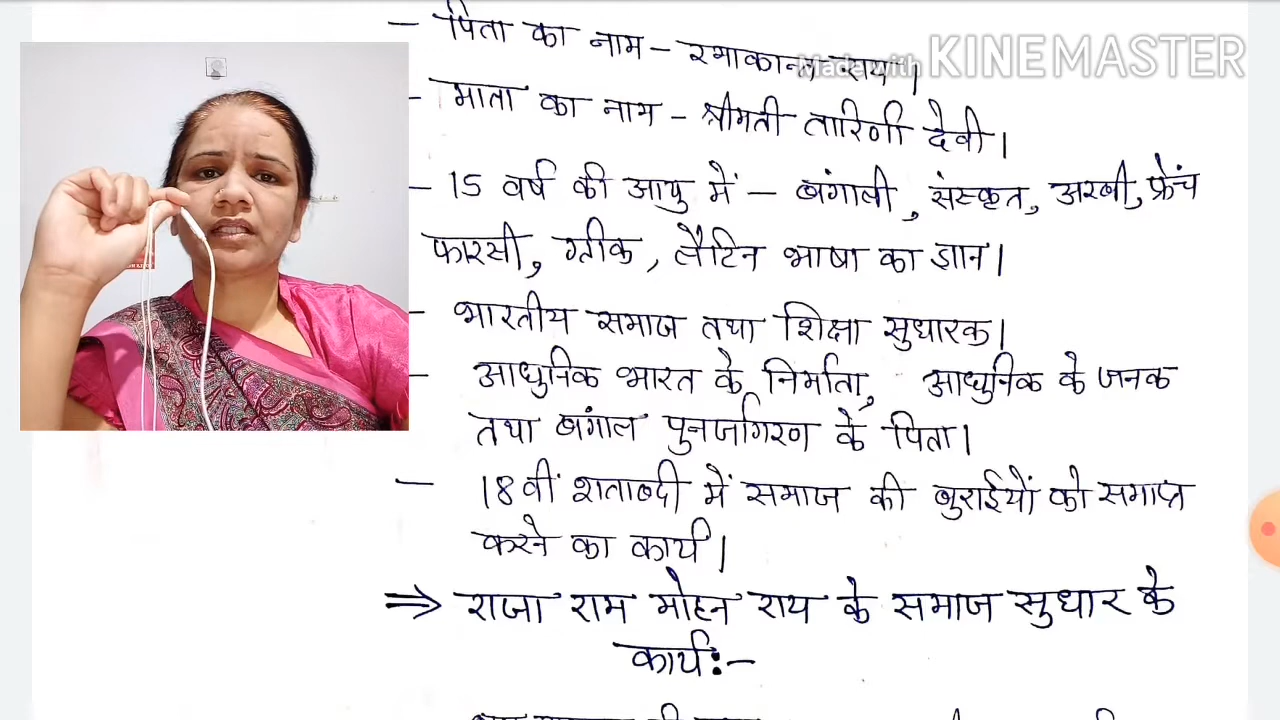 - पिता का नाम - रमाकान्त राय।
Made with KINEMASTER
- माता का नाम - श्रीमती तारिणी देवी।
- 15 वर्ष की आयु में - बंगाली, संस्कृत, अरबी, फ्रेंच
फारसी, ग्रीक, लैटिन भाषा का ज्ञान।
- भारतीय समाज तथा शिक्षा सुधारक।
- आधुनिक भारत के निर्माता, आधुनिक के जनक
तथा बंगाल पुनर्जागरण के पिता।
- 18वीं शताब्दी में समाज की बुराईयों को समाप्त
करने का कार्य।
⇒ राजा राम मोहन राय के समाज सुधार के
कार्य:-